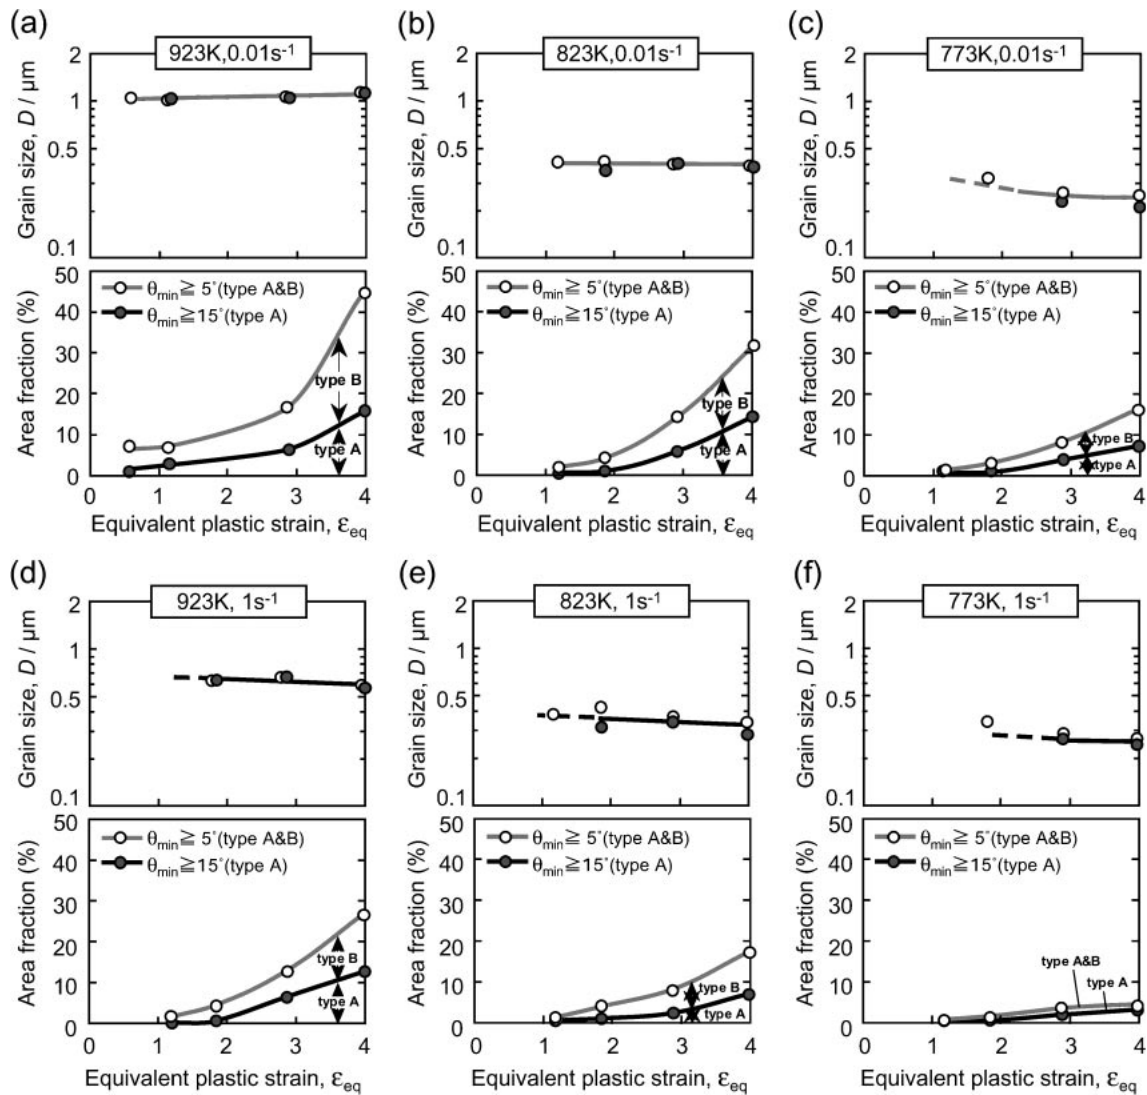 (a)
923K,0.01s⁻¹
Grain size, D / μm
2
1
0.5
0.1
Area fraction (%)
50
40
30
20
10
0
θmin≧ 5°(type A&B)
θmin≧15°(type A)
type B
type A
0 1 2 3 4
Equivalent plastic strain, εeq
(b)
823K,0.01s⁻¹
Grain size, D / μm
2
1
0.5
0.1
Area fraction (%)
50
40
30
20
10
0
θmin≧ 5°(type A&B)
θmin≧15°(type A)
type B
type A
0 1 2 3 4
Equivalent plastic strain, εeq
(c)
773K,0.01s⁻¹
Grain size, D / μm
2
1
0.5
0.1
Area fraction (%)
50
40
30
20
10
0
θmin≧ 5°(type A&B)
θmin≧15°(type A)
type B
type A
0 1 2 3 4
Equivalent plastic strain, εeq
(d)
923K, 1s⁻¹
Grain size, D / μm
2
1
0.5
0.1
Area fraction (%)
50
40
30
20
10
0
θmin≧ 5°(type A&B)
θmin≧15°(type A)
type B
type A
0 1 2 3 4
Equivalent plastic strain, εeq
(e)
823K, 1s⁻¹
Grain size, D / μm
2
1
0.5
0.1
Area fraction (%)
50
40
30
20
10
0
θmin≧ 5°(type A&B)
θmin≧15°(type A)
type B
type A
0 1 2 3 4
Equivalent plastic strain, εeq
(f)
773K, 1s⁻¹
Grain size, D / μm
2
1
0.5
0.1
Area fraction (%)
50
40
30
20
10
0
θmin≧ 5°(type A&B)
θmin≧15°(type A)
type A&B
type A
0 1 2 3 4
Equivalent plastic strain, εeq